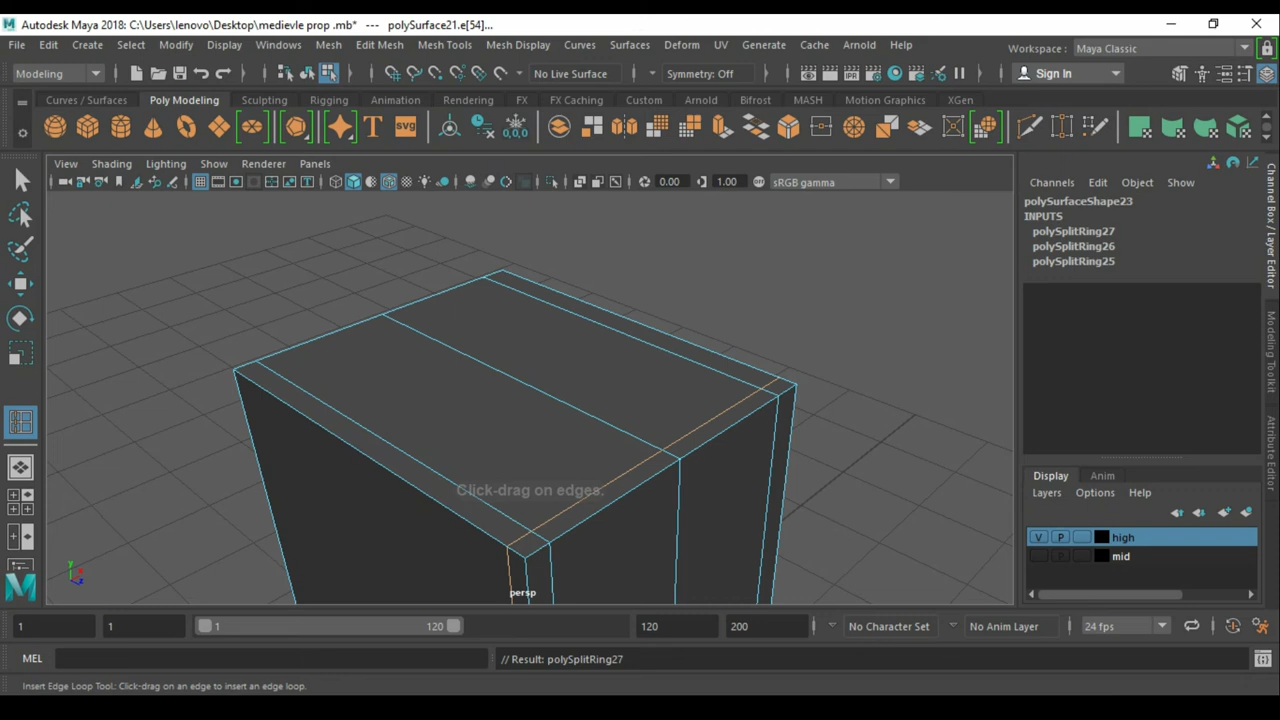 Autodesk Maya 2018: C:\Users\lenovo\Desktop\medievle prop .mb* --- polySurface21.e[54]...
File Edit Create Select Modify Display Windows Mesh Edit Mesh Mesh Tools Mesh Display Curves Surfaces Deform UV Generate Cache Arnold Help Workspace : Maya Classic
Modeling No Live Surface Symmetry: Off IPR Sign In
Curves / Surfaces Poly Modeling Sculpting Rigging Animation Rendering FX FX Caching Custom Arnold Bifrost MASH Motion Graphics XGen
T svg 0,0,0
View Shading Lighting Show Renderer Panels
0.00 1.00 sRGB gamma
Channels Edit Object Show
polySurfaceShape23
INPUTS
polySplitRing27
polySplitRing26
polySplitRing25
Channel Box / Layer Editor
Modeling Toolkit
Attribute Editor
Click-drag on edges.
persp
Display Anim
Layers Options Help
V P high
P mid
1 1 1 120 120 200 No Character Set No Anim Layer 24 fps
MEL // Result: polySplitRing27
Insert Edge Loop Tool: Click-drag on an edge to insert an edge loop.